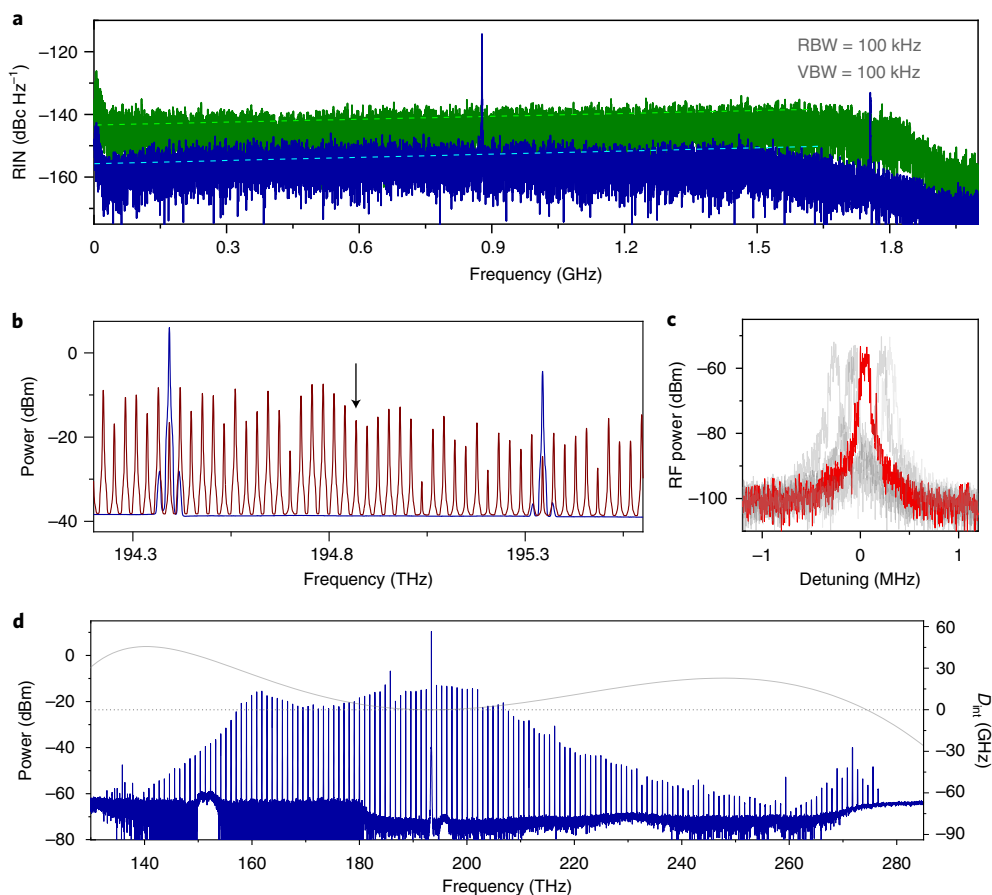 a
RIN (dBc Hz⁻¹)
−120
−140
−160
RBW = 100 kHz
VBW = 100 kHz
0 0.3 0.6 0.9 1.2 1.5 1.8
Frequency (GHz)
b
Power (dBm)
0
−20
−40
194.3 194.8 195.3
Frequency (THz)
c
RF power (dBm)
−60
−80
−100
−1 0 1
Detuning (MHz)
d
Power (dBm)
0
−20
−40
−60
−80
60
30
0
−30
−60
−90
D_int (GHz)
140 160 180 200 220 240 260 280
Frequency (THz)